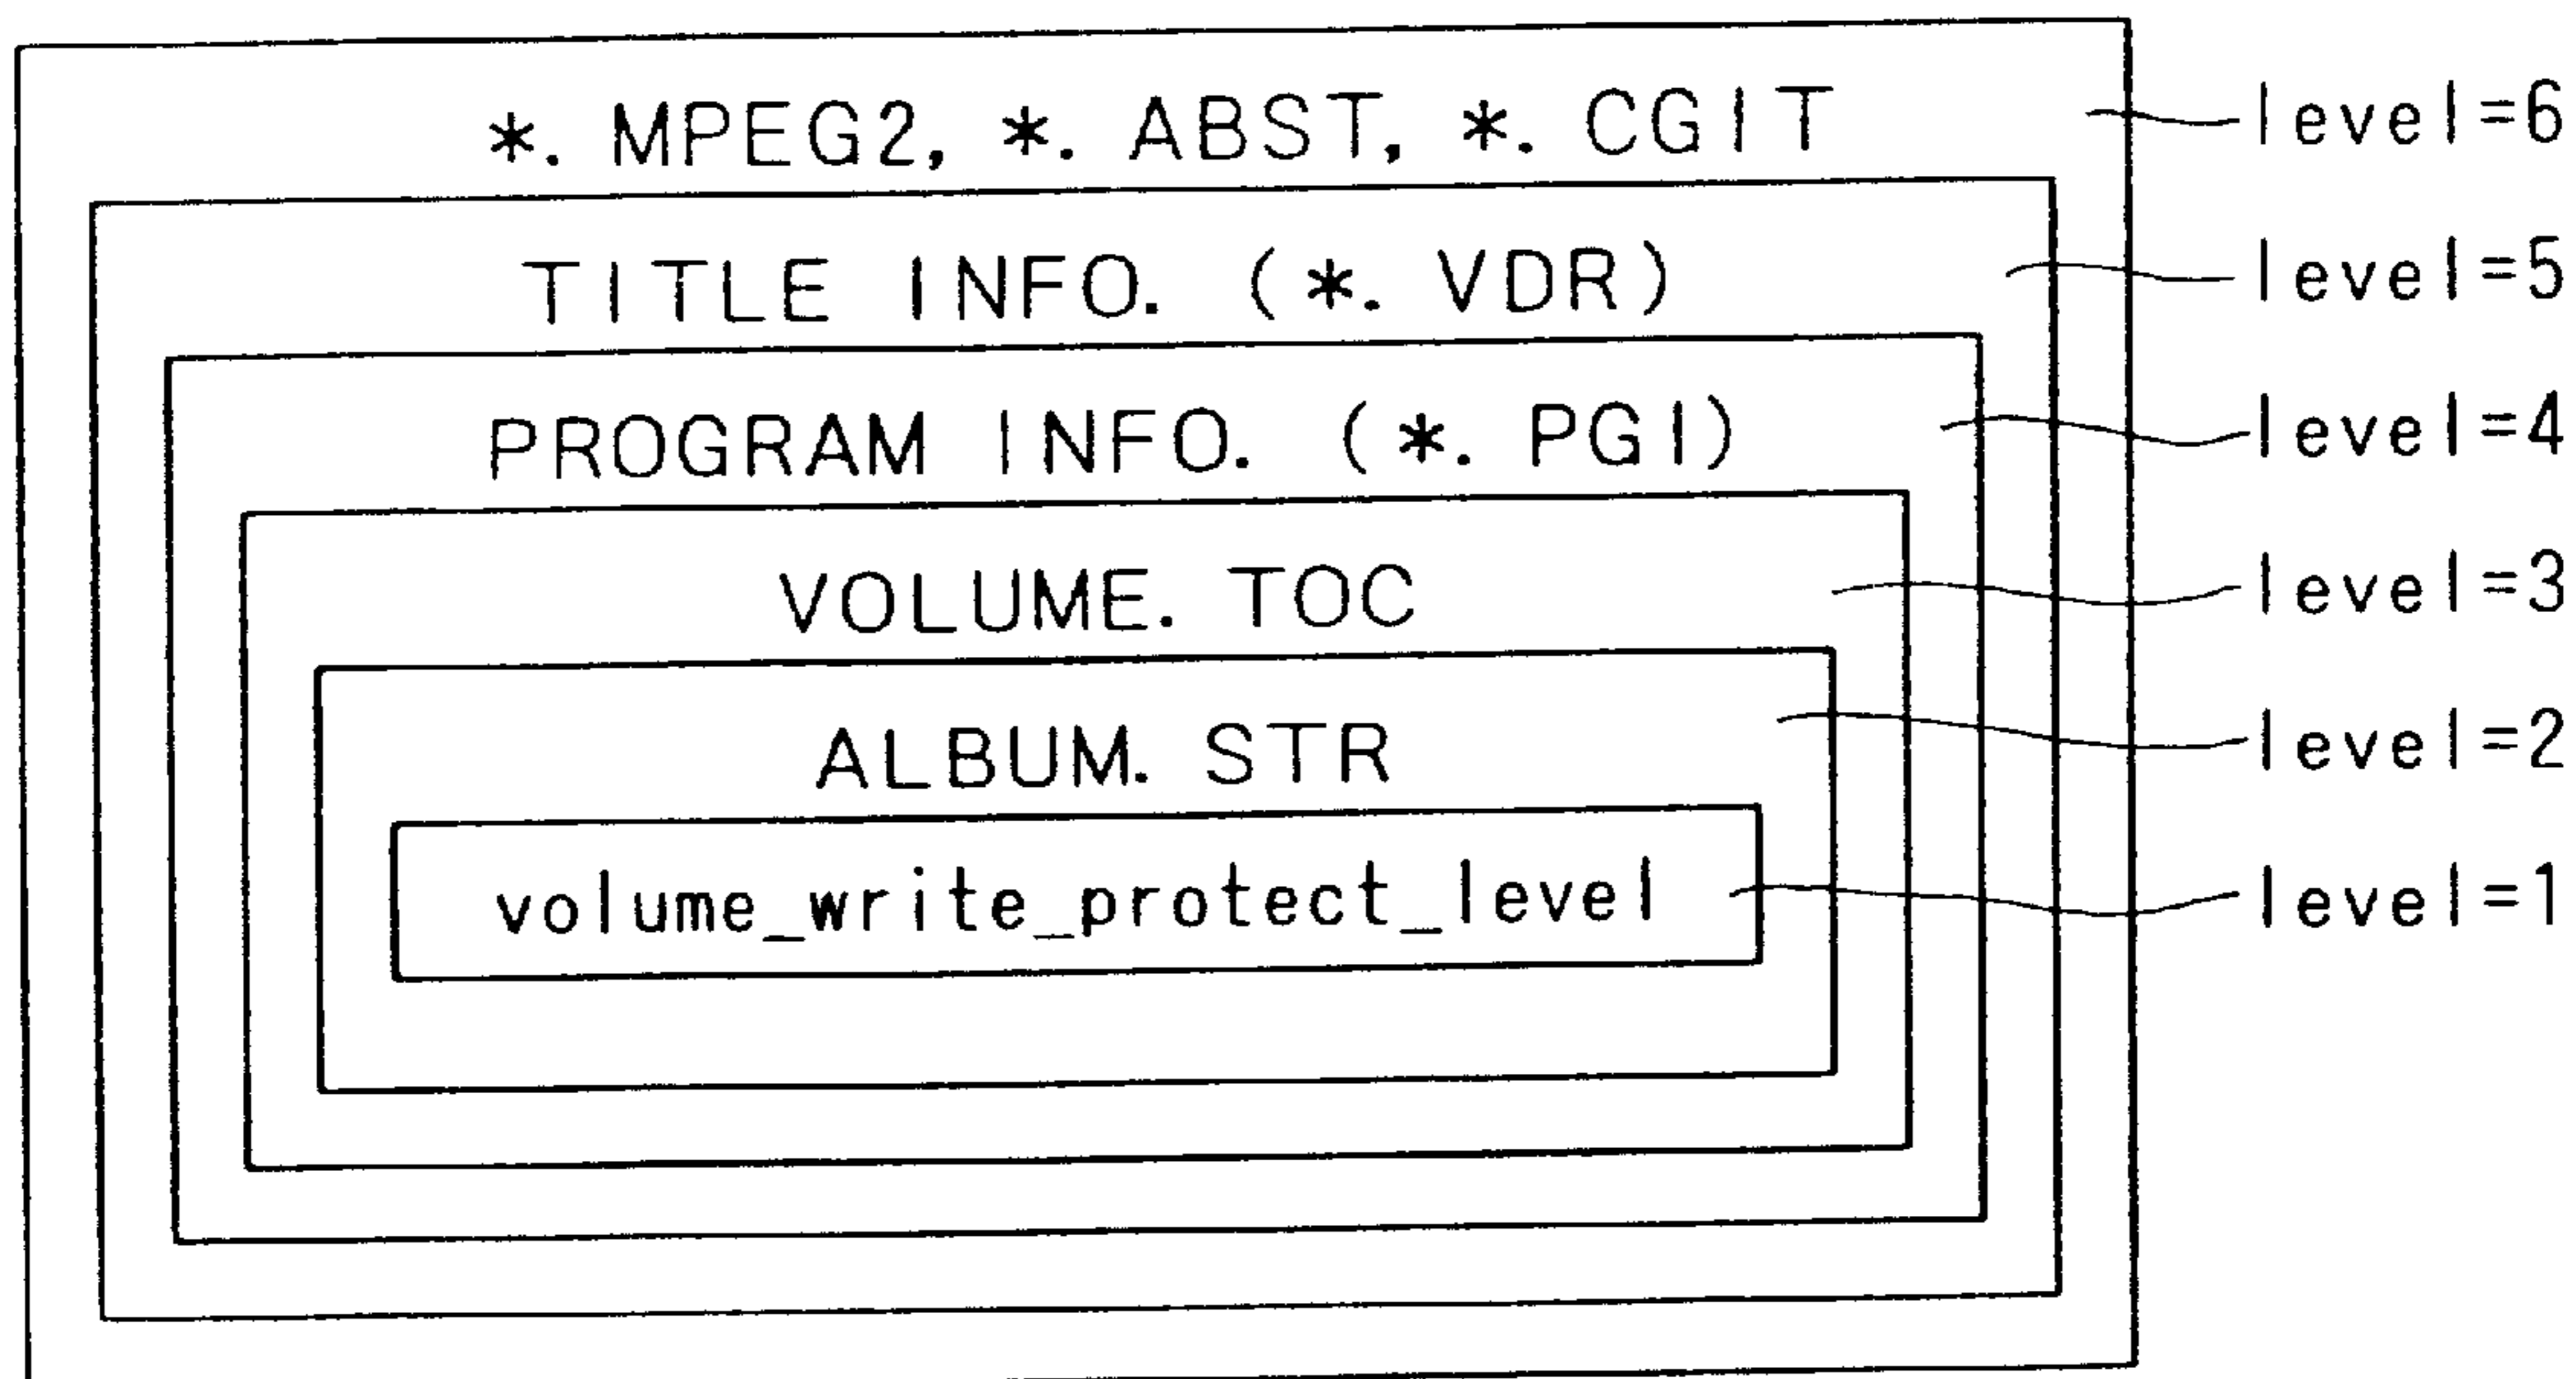 *. MPEG2, *. ABST, *. CGIT level=6
TITLE INFO. (*. VDR) level=5
PROGRAM INFO. (*. PGI) level=4
VOLUME. TOC level=3
ALBUM. STR level=2
volume_write_protect_level level=1